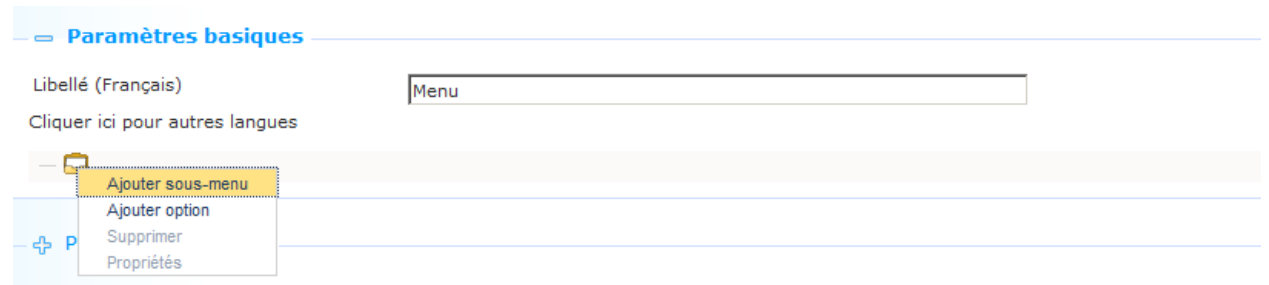 Paramètres basiques
Libellé (Français)
Menu
Cliquer ici pour autres langues
Ajouter sous-menu
Ajouter option
P
Supprimer
Propriétés